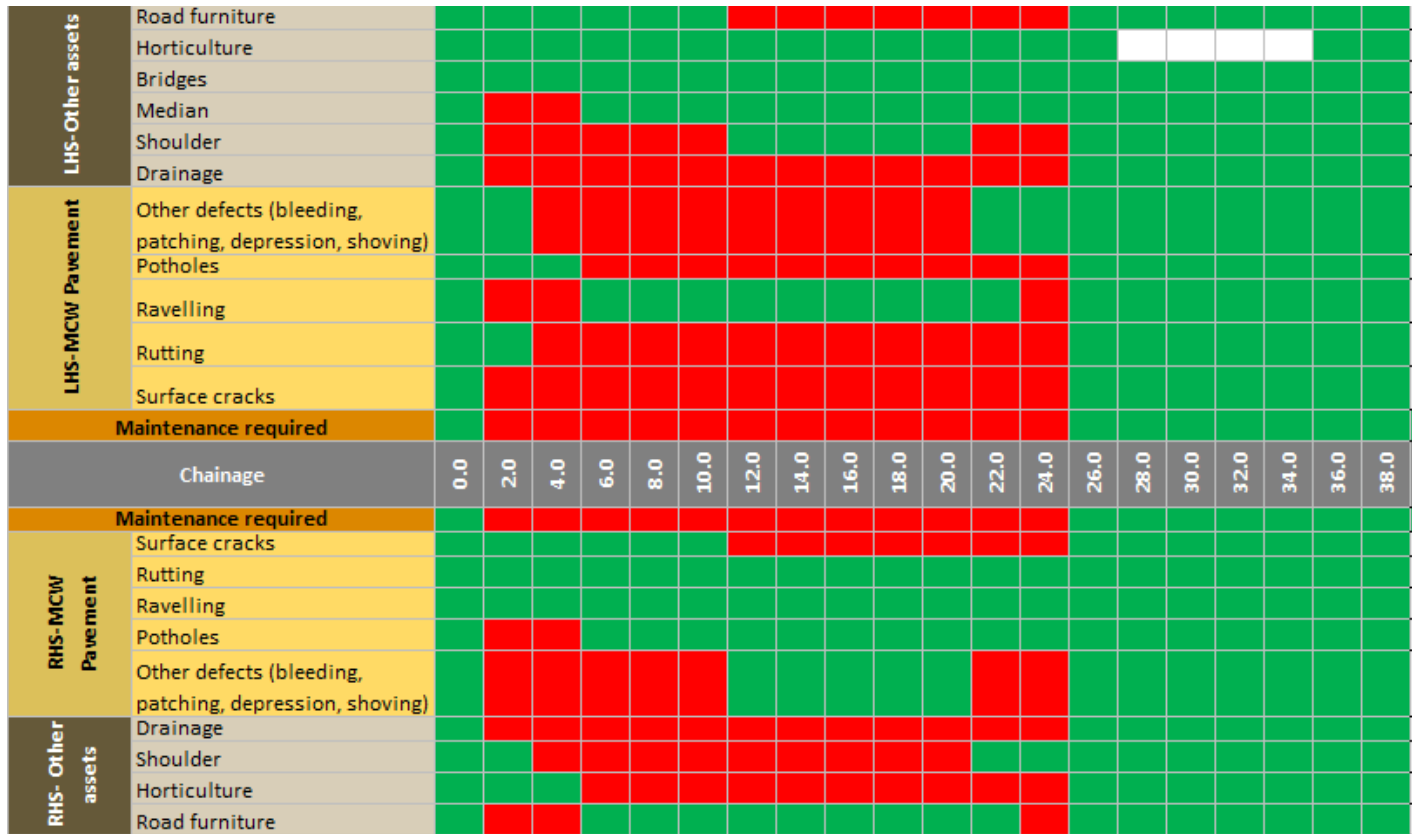 LHS-Other assets
Road furniture
Horticulture
Bridges
Median
Shoulder
Drainage
LHS-MCW Pavement
Other defects (bleeding,
patching, depression, shoving)
Potholes
Ravelling
Rutting
Surface cracks
Maintenance required
Chainage 0.0 2.0 4.0 6.0 8.0 10.0 12.0 14.0 16.0 18.0 20.0 22.0 24.0 26.0 28.0 30.0 32.0 34.0 36.0 38.0
Maintenance required
RHS-MCW
Pavement
Surface cracks
Rutting
Ravelling
Potholes
Other defects (bleeding,
patching, depression, shoving)
RHS- Other
assets
Drainage
Shoulder
Horticulture
Road furniture